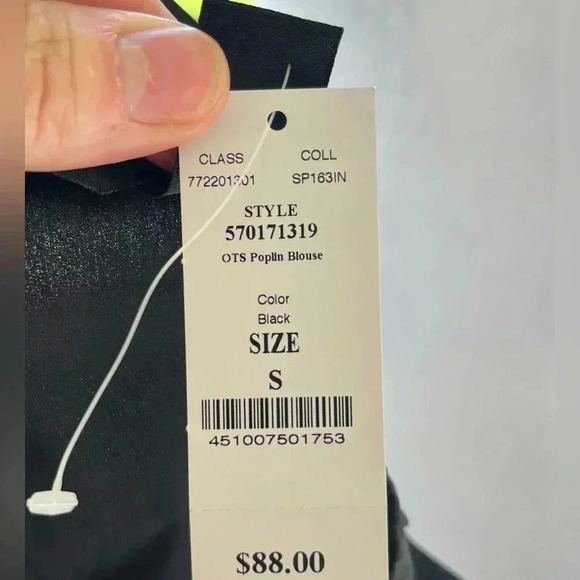 CLASS COLL
772201301 SP163IN
STYLE
570171319
OTS Poplin Blouse
Color
Black
SIZE
S
451007501753
$88.00